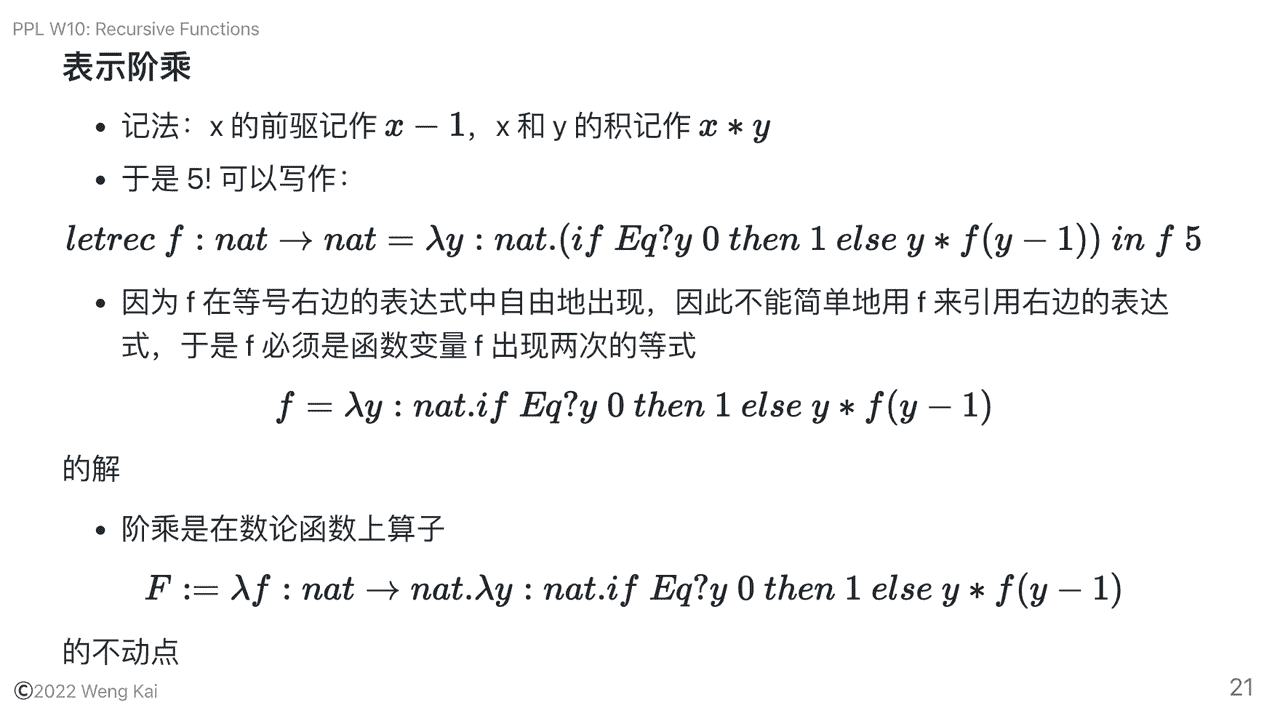 PPL W10: Recursive Functions
表示阶乘
• 记法：x 的前驱记作 x − 1，x 和 y 的积记作 x ∗ y
• 于是 5! 可以写作：
letrec f : nat → nat = λy : nat.(if Eq?y 0 then 1 else y ∗ f(y − 1)) in f 5
• 因为 f 在等号右边的表达式中自由地出现，因此不能简单地用 f 来引用右边的表达
式，于是 f 必须是函数变量 f 出现两次的等式
f = λy : nat.if Eq?y 0 then 1 else y ∗ f(y − 1)
的解
• 阶乘是在数论函数上算子
F := λf : nat → nat.λy : nat.if Eq?y 0 then 1 else y ∗ f(y − 1)
的不动点
©2022 Weng Kai
21